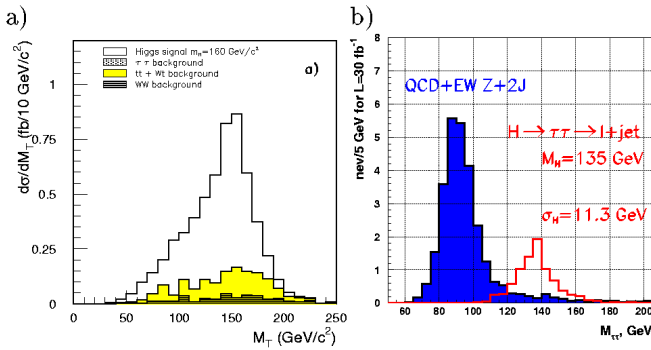 a)
Higgs signal m_H=160 GeV/c²
τ τ background
tt + Wt background
WW background
a)
dσ/dM_T (fb/10 GeV/c²)
1
0.75
0.5
0.25
0
0 50 100 150 200 250
M_T (GeV/c²)
b)
QCD+EW Z+2J
H → ττ → l+jet
M_H=135 GeV
σ_H=11.3 GeV
nev/5 GeV for L=30 fb⁻¹
8
7
6
5
4
3
2
1
0
40 60 80 100 120 140 160 180 200
M_ττ, GeV